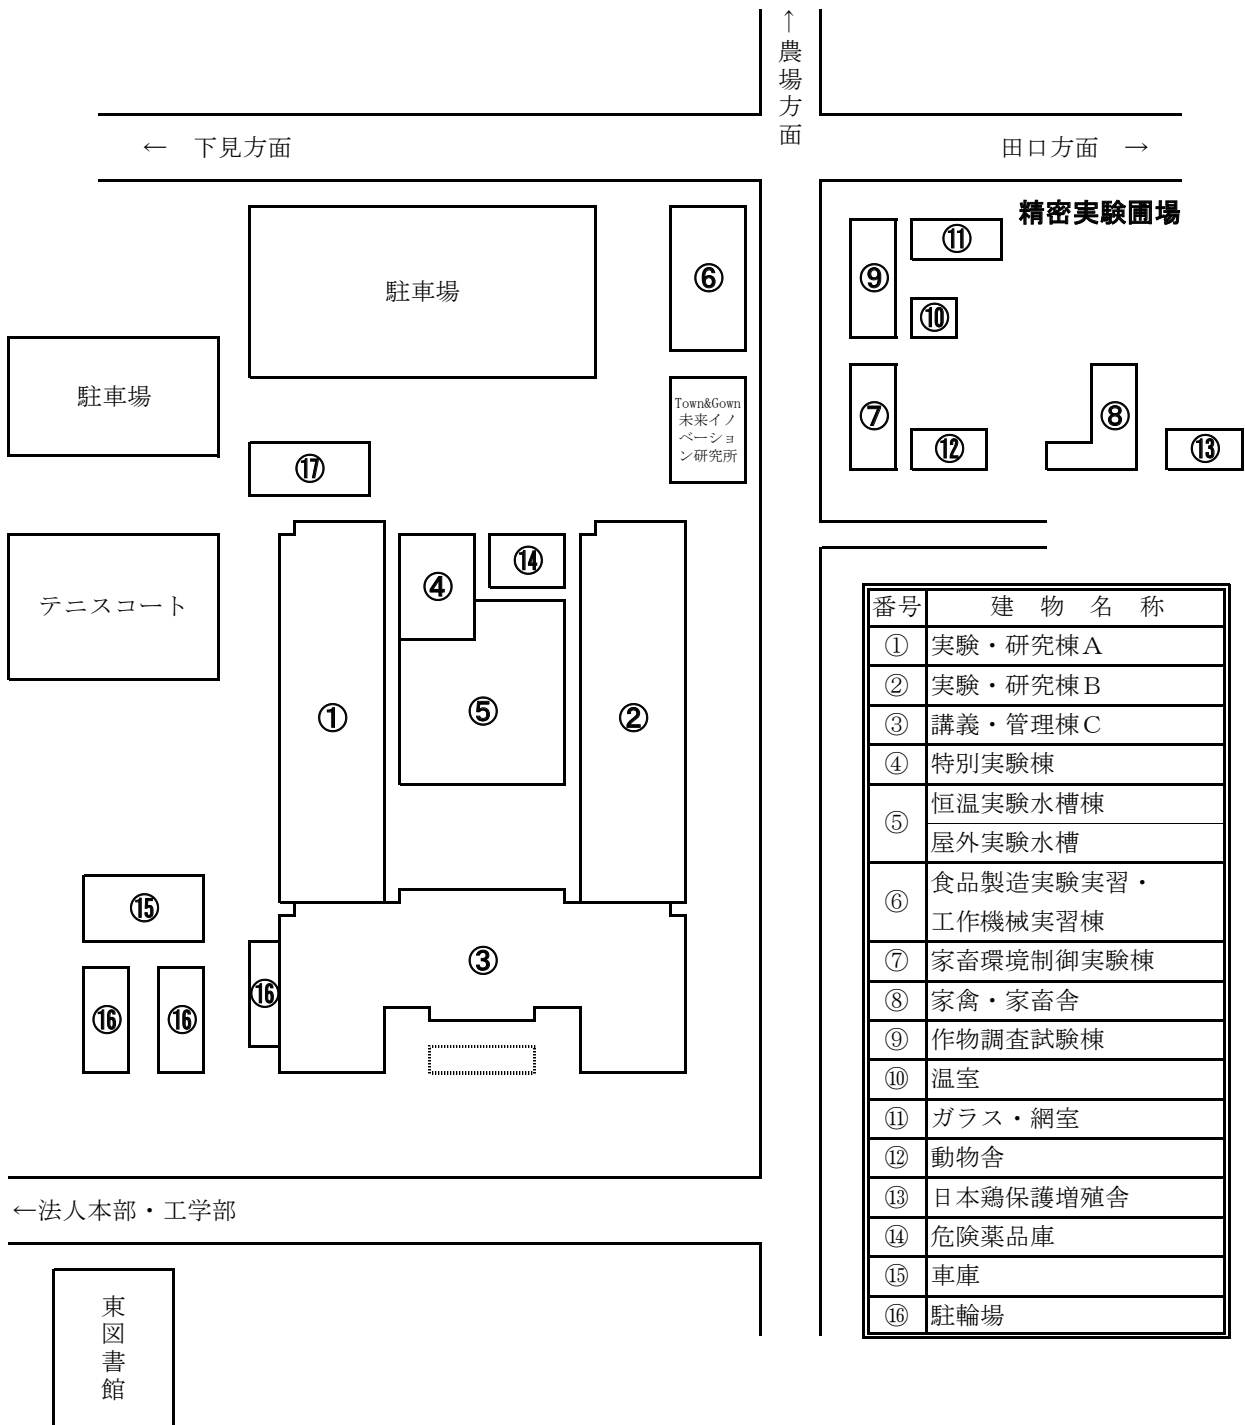 ↑農場方面
← 下見方面
田口方面 →
精密実験圃場
⑪
⑨
⑥
駐車場
⑩
駐車場
Town&Gown
未来イノ
ベーショ
ン研究所
⑦
⑧
⑫
⑬
⑰
⑭
④
テニスコート
①
⑤
②
⑮
③
⑯
⑯
⑯
←法人本部・工学部
東図書館
番号 建 物 名 称
① 実験・研究棟A
② 実験・研究棟B
③ 講義・管理棟C
④ 特別実験棟
⑤ 恒温実験水槽棟
屋外実験水槽
⑥ 食品製造実験実習・
工作機械実習棟
⑦ 家畜環境制御実験棟
⑧ 家禽・家畜舎
⑨ 作物調査試験棟
⑩ 温室
⑪ ガラス・網室
⑫ 動物舎
⑬ 日本鶏保護増殖舎
⑭ 危険薬品庫
⑮ 車庫
⑯ 駐輪場